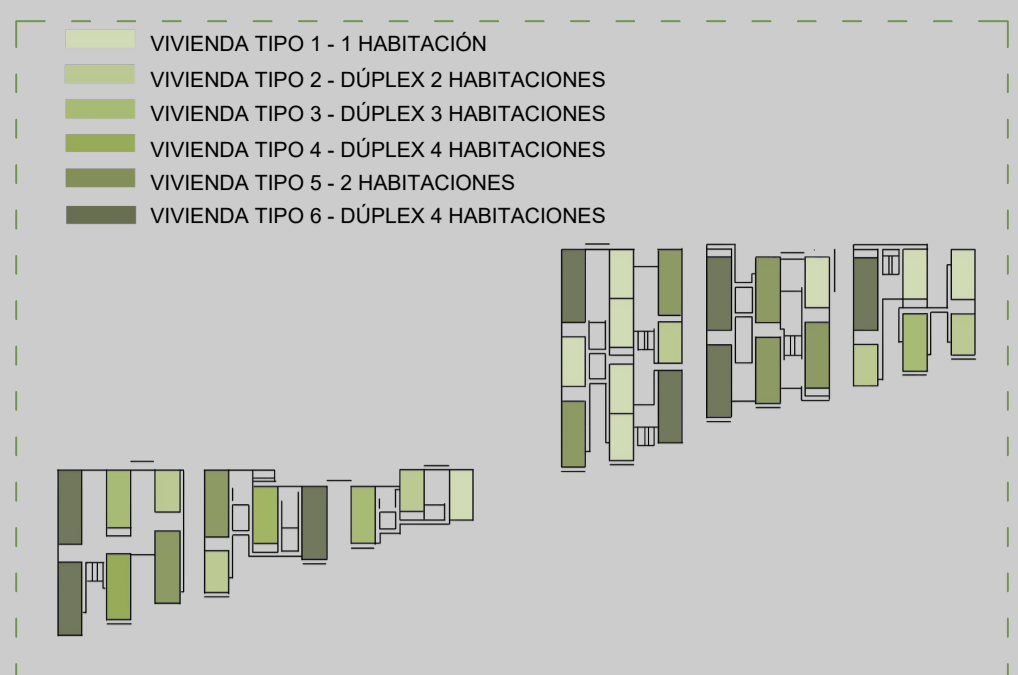 VIVIENDA TIPO 1 - 1 HABITACIÓN
VIVIENDA TIPO 2 - DÚPLEX 2 HABITACIONES
VIVIENDA TIPO 3 - DÚPLEX 3 HABITACIONES
VIVIENDA TIPO 4 - DÚPLEX 4 HABITACIONES
VIVIENDA TIPO 5 - 2 HABITACIONES
VIVIENDA TIPO 6 - DÚPLEX 4 HABITACIONES